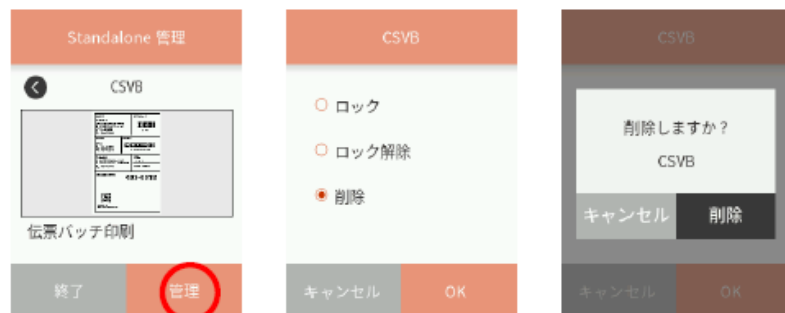 Standalone 管理
CSVB
伝票バッチ印刷
終了
管理
CSVB
ロック
ロック解除
削除
キャンセル
OK
CSVB
削除しますか？
CSVB
キャンセル
削除
キャンセル
OK